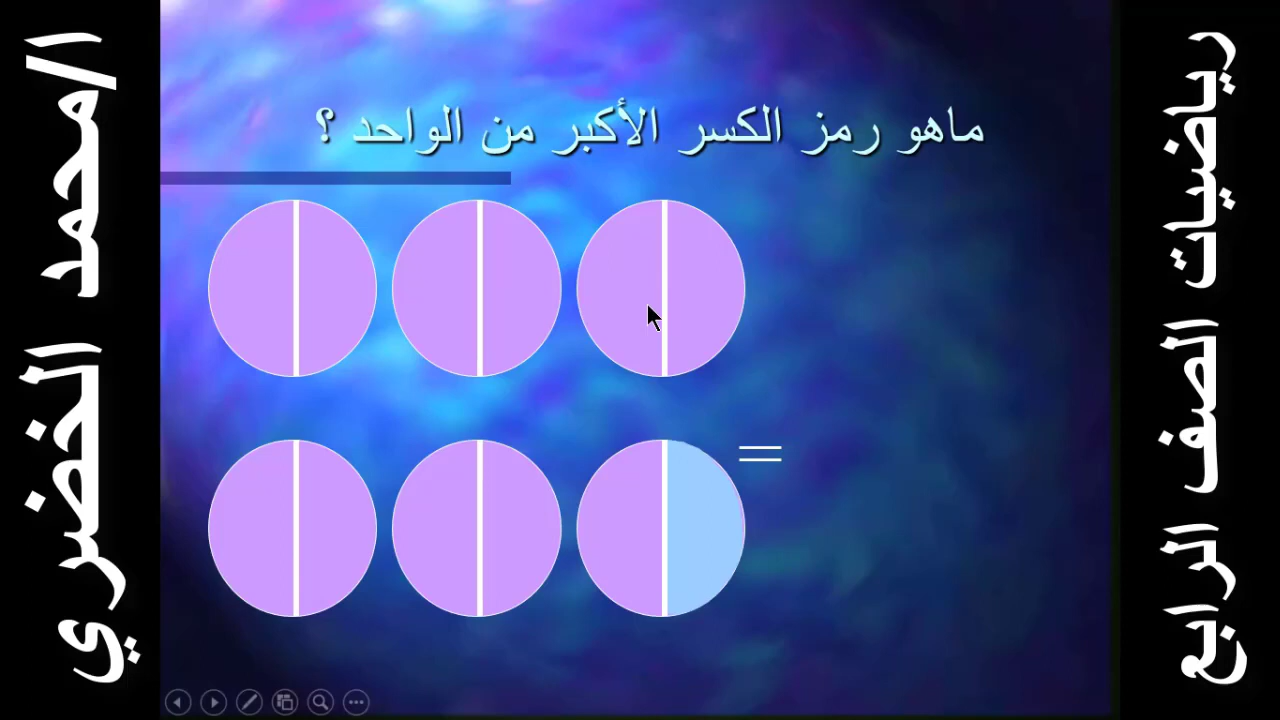 ماهو رمز الكسر الأكبر من الواحد ؟
=
رياضيات الصف الرابع
ا/محمد الخضري